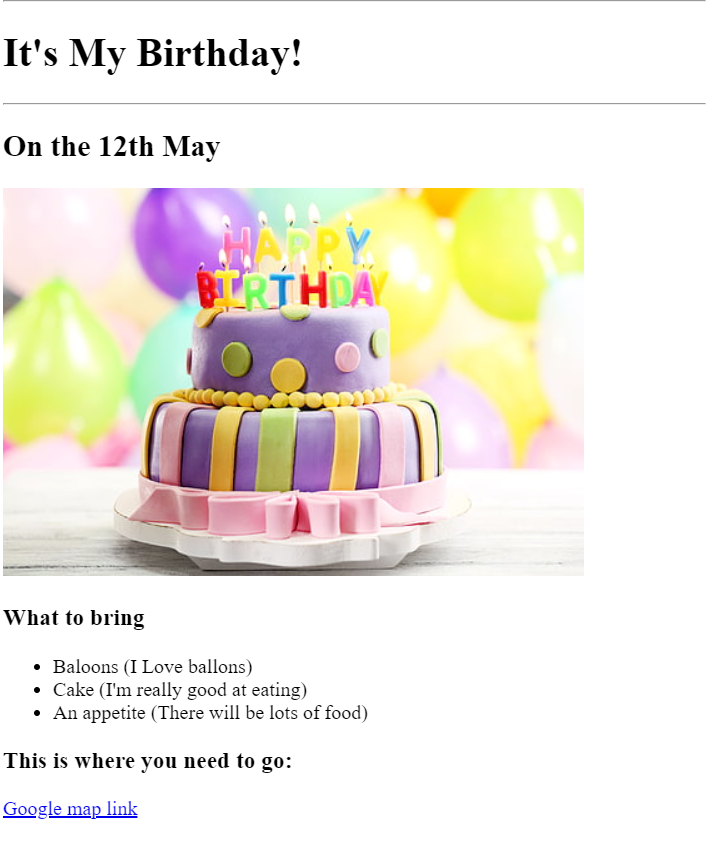 It's My Birthday!
On the 12th May
HAPPY
BIRTHDAY
What to bring
Baloons (I Love ballons)
Cake (I'm really good at eating)
An appetite (There will be lots of food)
This is where you need to go:
Google map link